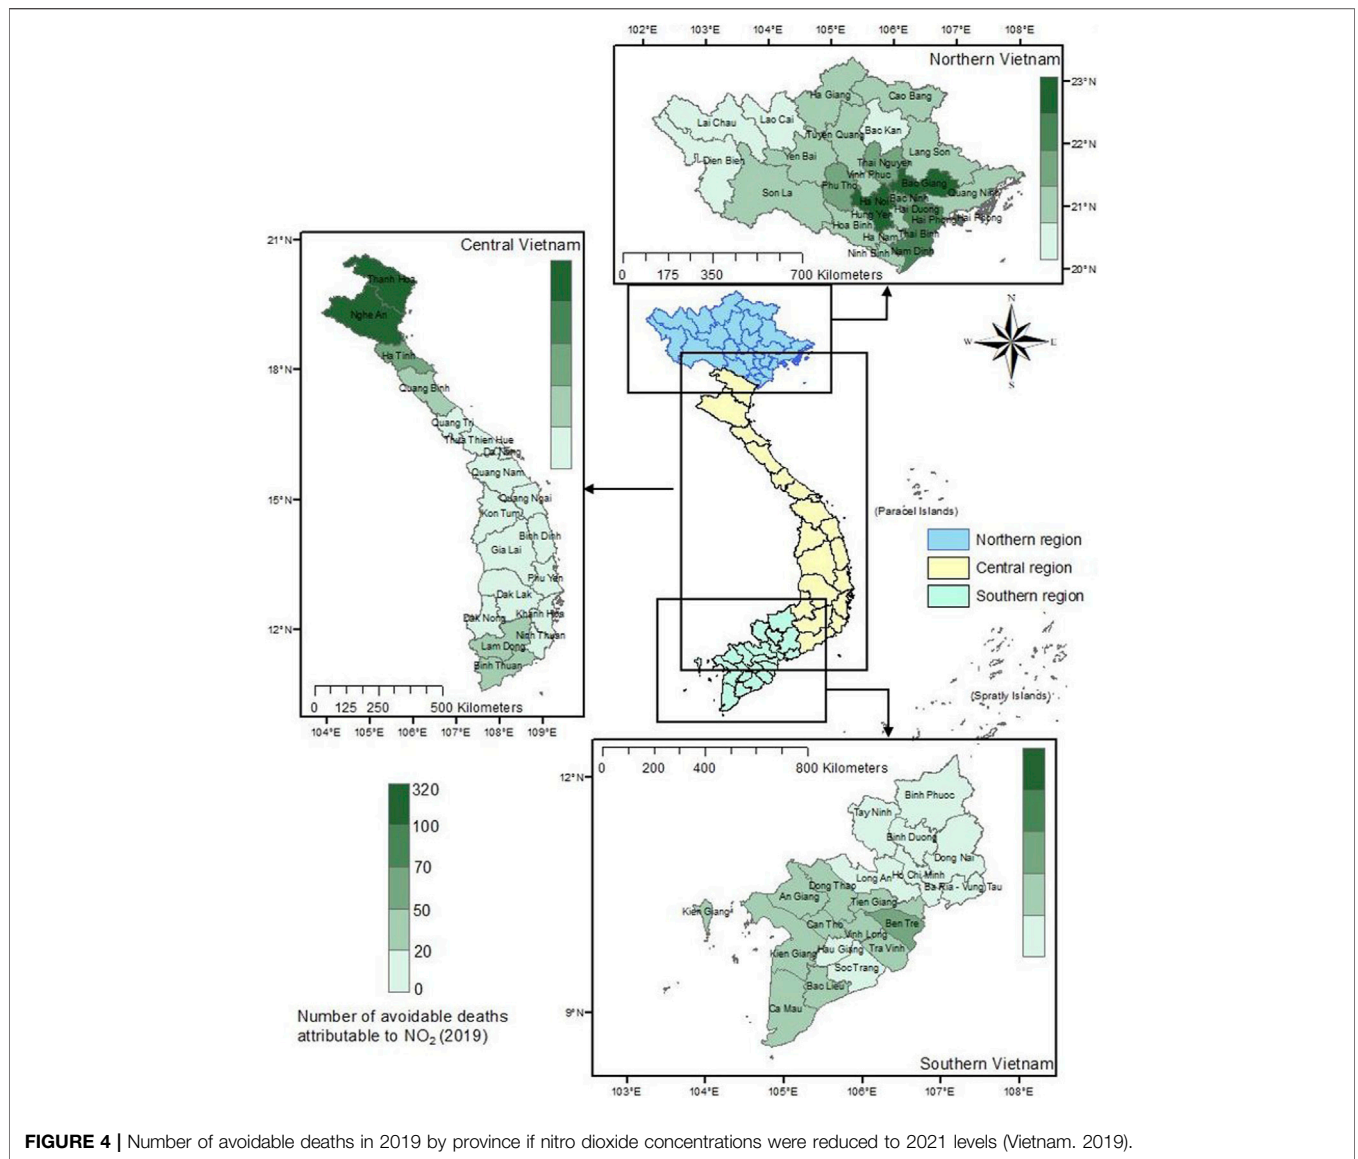 102°E 103°E 104°E 105°E 106°E 107°E 108°E
Northern Vietnam
23°N
22°N
21°N
20°N
Ha Giang
Cao Bang
Lai Chau
Lao Cai
Bac Kan
Tuyen Quang
Lang Son
Dien Bien
Yen Bai
Thai Nguyen
Vinh Phuc
Phu Tho
Bac Giang
Son La
Quang Ninh
Ha Noi
Bac Ninh
Hai Duong
Hung Yen
Hai Phong
Hai Phong
Hoa Binh
Ha Nam
Thai Binh
Ninh Binh
Nam Dinh
0 175 350 700 Kilometers
Central Vietnam
21°N
18°N
15°N
12°N
Thanh Hoa
Nghe An
Ha Tinh
Quang Binh
Quang Tri
Thua Thien Hue
Da Nang
Quang Nam
Quang Ngai
Kon Tum
Binh Dinh
Gia Lai
Phu Yen
Dak Lak
Khanh Hoa
Dak Nong
Ninh Thuan
Lam Dong
Binh Thuan
0 125 250 500 Kilometers
104°E 105°E 106°E 107°E 108°E 109°E
N
W E
S
(Paracel Islands)
Northern region
Central region
Southern region
(Spratly Islands)
320
100
70
50
20
0
Number of avoidable deaths
attributable to NO₂ (2019)
0 200 400 800 Kilometers
12°N
9°N
Binh Phuoc
Tay Ninh
Binh Duong
Dong Nai
Long An
Ho Chi Minh
Ba Ria - Vung Tau
Dong Thap
An Giang
Tien Giang
Kien Giang
Can Tho
Ben Tre
Vinh Long
Hau Giang
Tra Vinh
Kien Giang
Soc Trang
Bac Lieu
Ca Mau
Southern Vietnam
103°E 104°E 105°E 106°E 107°E 108°E
FIGURE 4 | Number of avoidable deaths in 2019 by province if nitro dioxide concentrations were reduced to 2021 levels (Vietnam. 2019).